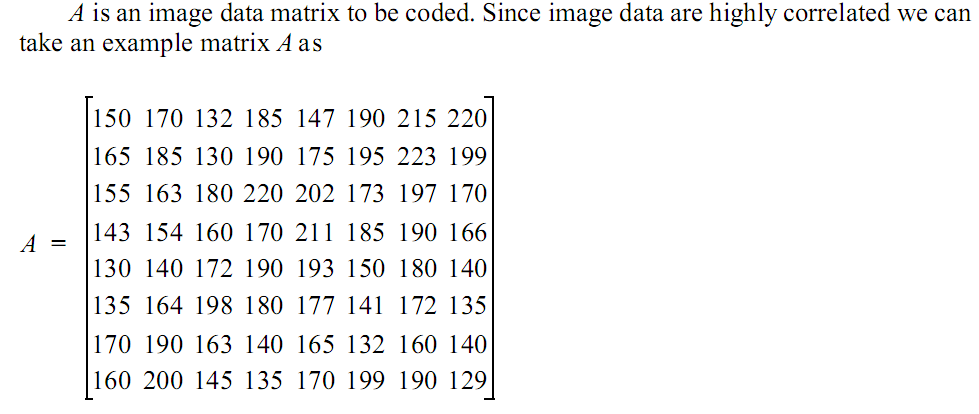 A is an image data matrix to be coded. Since image data are highly correlated we can
take an example matrix A as
150 170 132 185 147 190 215 220
165 185 130 190 175 195 223 199
155 163 180 220 202 173 197 170
A = 143 154 160 170 211 185 190 166
130 140 172 190 193 150 180 140
135 164 198 180 177 141 172 135
170 190 163 140 165 132 160 140
160 200 145 135 170 199 190 129